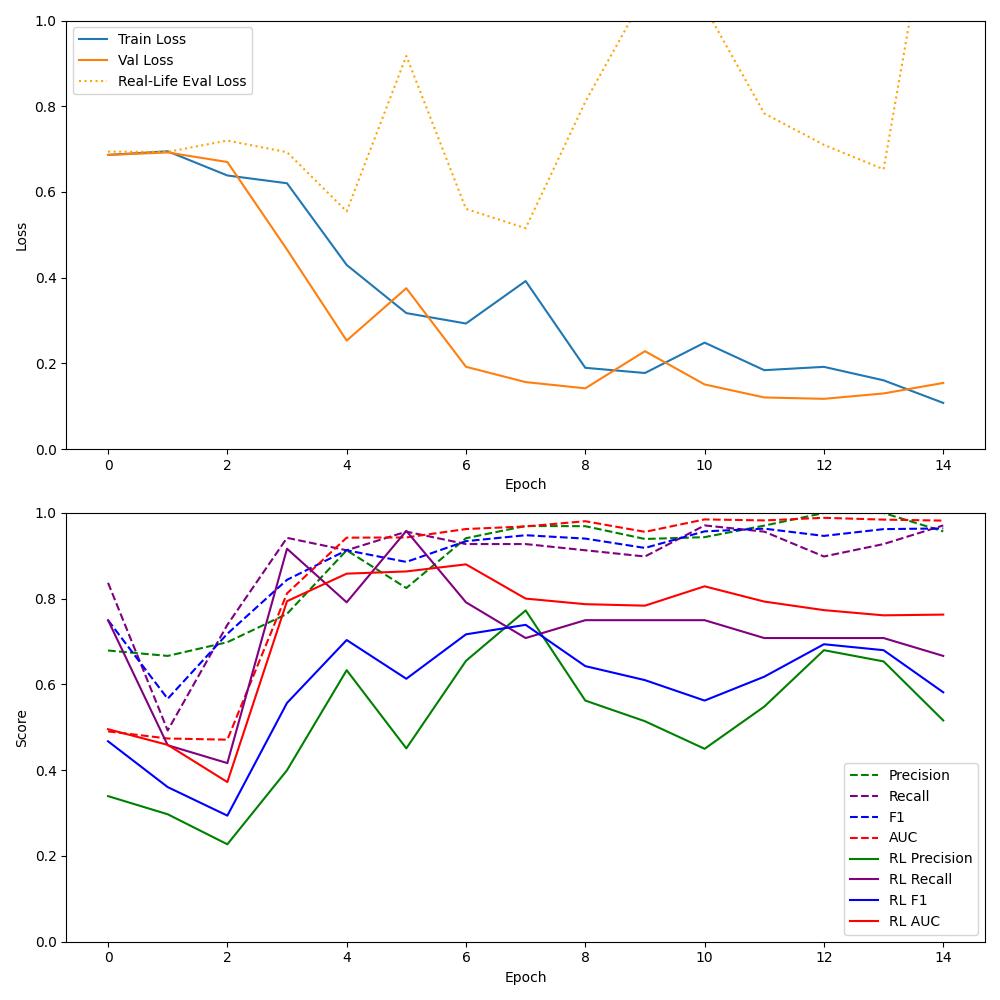 1.0
0.8
0.6
0.4
0.2
0.0
Loss
Train Loss
Val Loss
Real-Life Eval Loss
0 2 4 6 8 10 12 14
Epoch
1.0
0.8
0.6
0.4
0.2
0.0
Score
Precision
Recall
F1
AUC
RL Precision
RL Recall
RL F1
RL AUC
0 2 4 6 8 10 12 14
Epoch